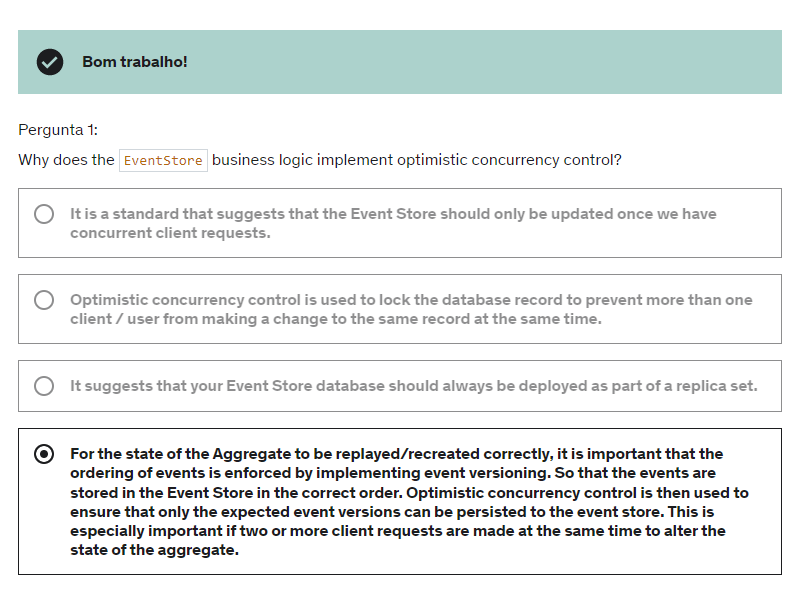 Bom trabalho!
Pergunta 1:
Why does the EventStore business logic implement optimistic concurrency control?
It is a standard that suggests that the Event Store should only be updated once we have
concurrent client requests.
Optimistic concurrency control is used to lock the database record to prevent more than one
client / user from making a change to the same record at the same time.
It suggests that your Event Store database should always be deployed as part of a replica set.
For the state of the Aggregate to be replayed/recreated correctly, it is important that the
ordering of events is enforced by implementing event versioning. So that the events are
stored in the Event Store in the correct order. Optimistic concurrency control is then used to
ensure that only the expected event versions can be persisted to the event store. This is
especially important if two or more client requests are made at the same time to alter the
state of the aggregate.